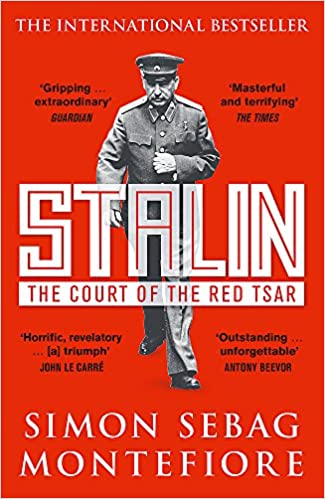 THE INTERNATIONAL BESTSELLER
‘Gripping ...
extraordinary’
GUARDIAN
‘Masterful
and terrifying’
THE TIMES
STALIN
THE COURT OF THE RED TSAR
‘Horrific, revelatory
... [a] triumph’
JOHN LE CARRÉ
‘Outstanding ...
unforgettable’
ANTONY BEEVOR
SIMON SEBAG
MONTEFIORE